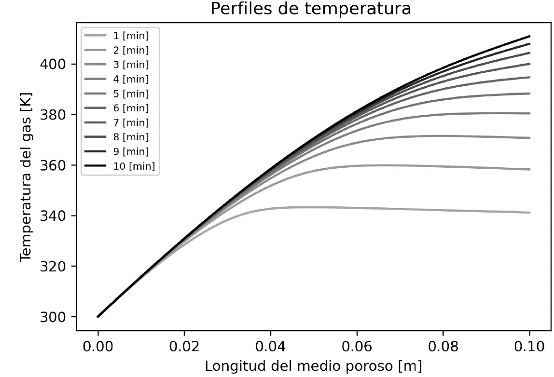 Perfiles de temperatura
1 [min]
2 [min]
3 [min]
4 [min]
5 [min]
6 [min]
7 [min]
8 [min]
9 [min]
10 [min]
Temperatura del gas [K]
400
380
360
340
320
300
0.00 0.02 0.04 0.06 0.08 0.10
Longitud del medio poroso [m]